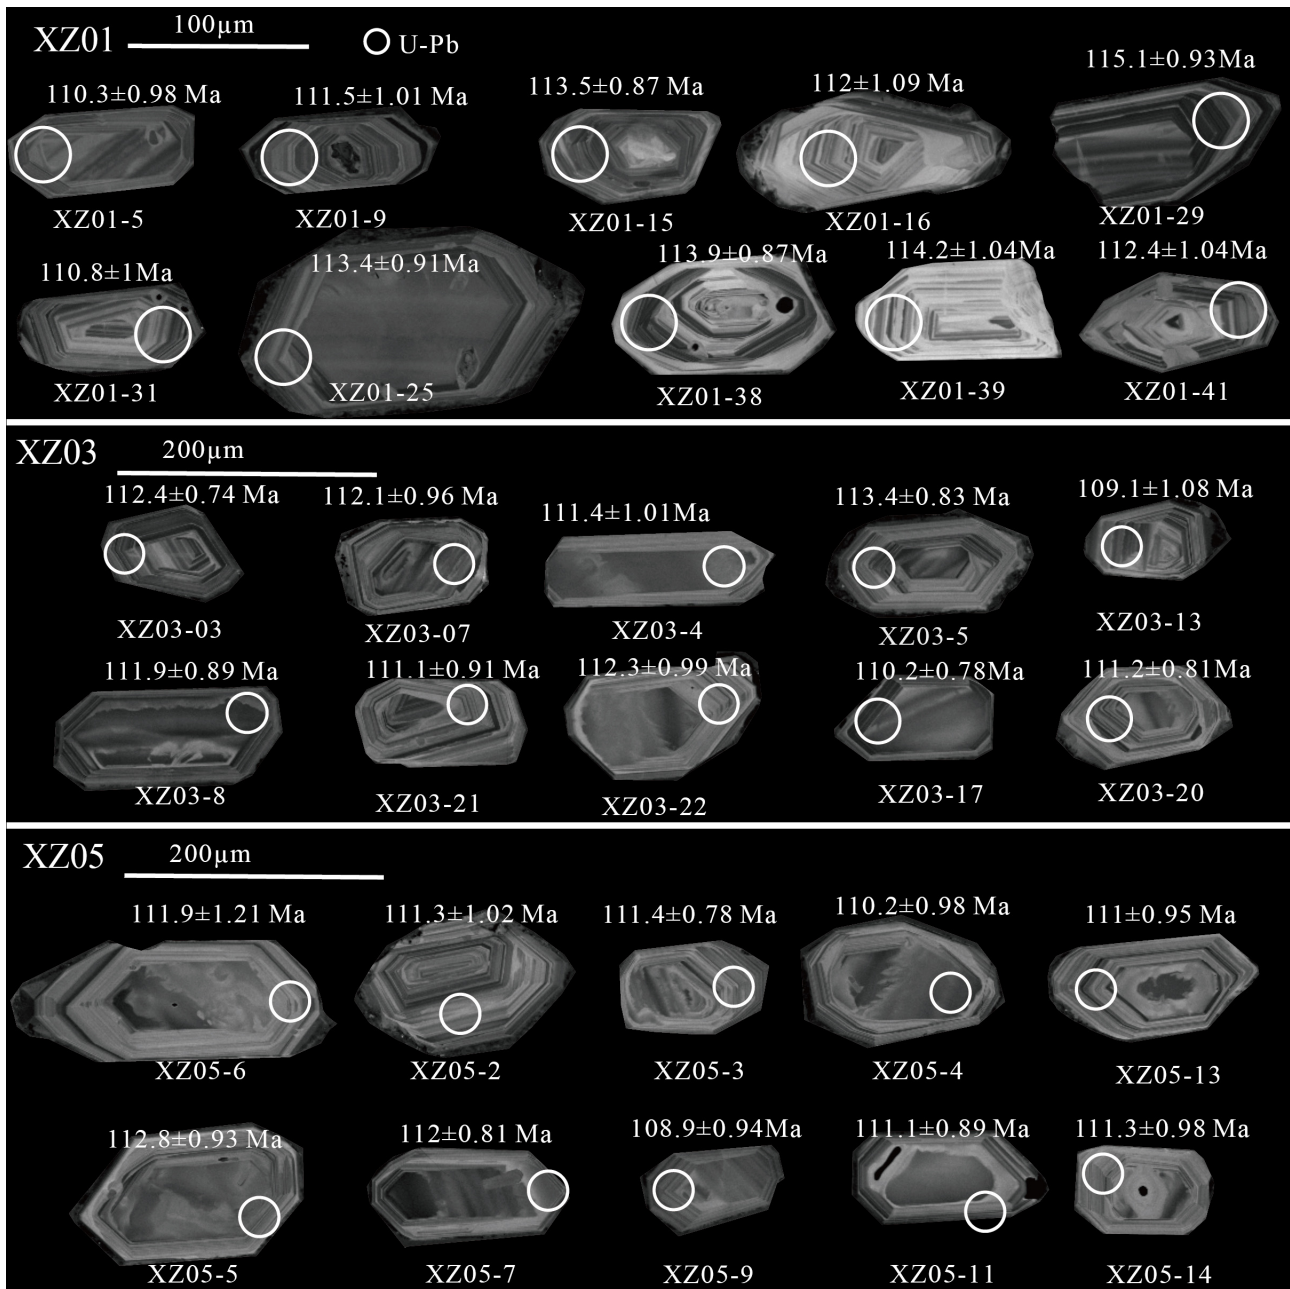 XZ01
100µm
U-Pb
110.3±0.98 Ma
111.5±1.01 Ma
113.5±0.87 Ma
112±1.09 Ma
115.1±0.93Ma
XZ01-5
XZ01-9
XZ01-15
XZ01-16
XZ01-29
110.8±1Ma
113.4±0.91Ma
113.9±0.87Ma
114.2±1.04Ma
112.4±1.04Ma
XZ01-31
XZ01-25
XZ01-38
XZ01-39
XZ01-41
XZ03
200µm
112.4±0.74 Ma
112.1±0.96 Ma
111.4±1.01Ma
113.4±0.83 Ma
109.1±1.08 Ma
XZ03-03
XZ03-07
XZ03-4
XZ03-5
XZ03-13
111.9±0.89 Ma
111.1±0.91 Ma
112.3±0.99 Ma
110.2±0.78Ma
111.2±0.81Ma
XZ03-8
XZ03-21
XZ03-22
XZ03-17
XZ03-20
XZ05
200µm
111.9±1.21 Ma
111.3±1.02 Ma
111.4±0.78 Ma
110.2±0.98 Ma
111±0.95 Ma
XZ05-6
XZ05-2
XZ05-3
XZ05-4
XZ05-13
112.8±0.93 Ma
112±0.81 Ma
108.9±0.94Ma
111.1±0.89 Ma
111.3±0.98 Ma
XZ05-5
XZ05-7
XZ05-9
XZ05-11
XZ05-14